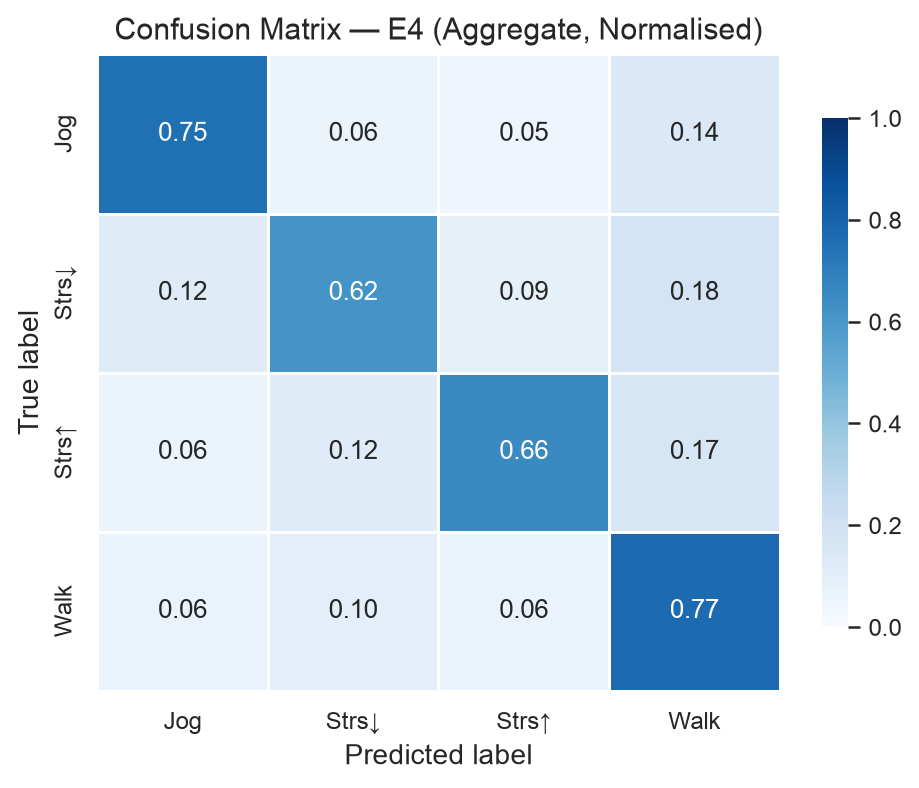 Confusion Matrix — E4 (Aggregate, Normalised)
True label
Jog 0.75 0.06 0.05 0.14
Strs↓ 0.12 0.62 0.09 0.18
Strs↑ 0.06 0.12 0.66 0.17
Walk 0.06 0.10 0.06 0.77
Jog Strs↓ Strs↑ Walk
Predicted label
1.0
0.8
0.6
0.4
0.2
0.0